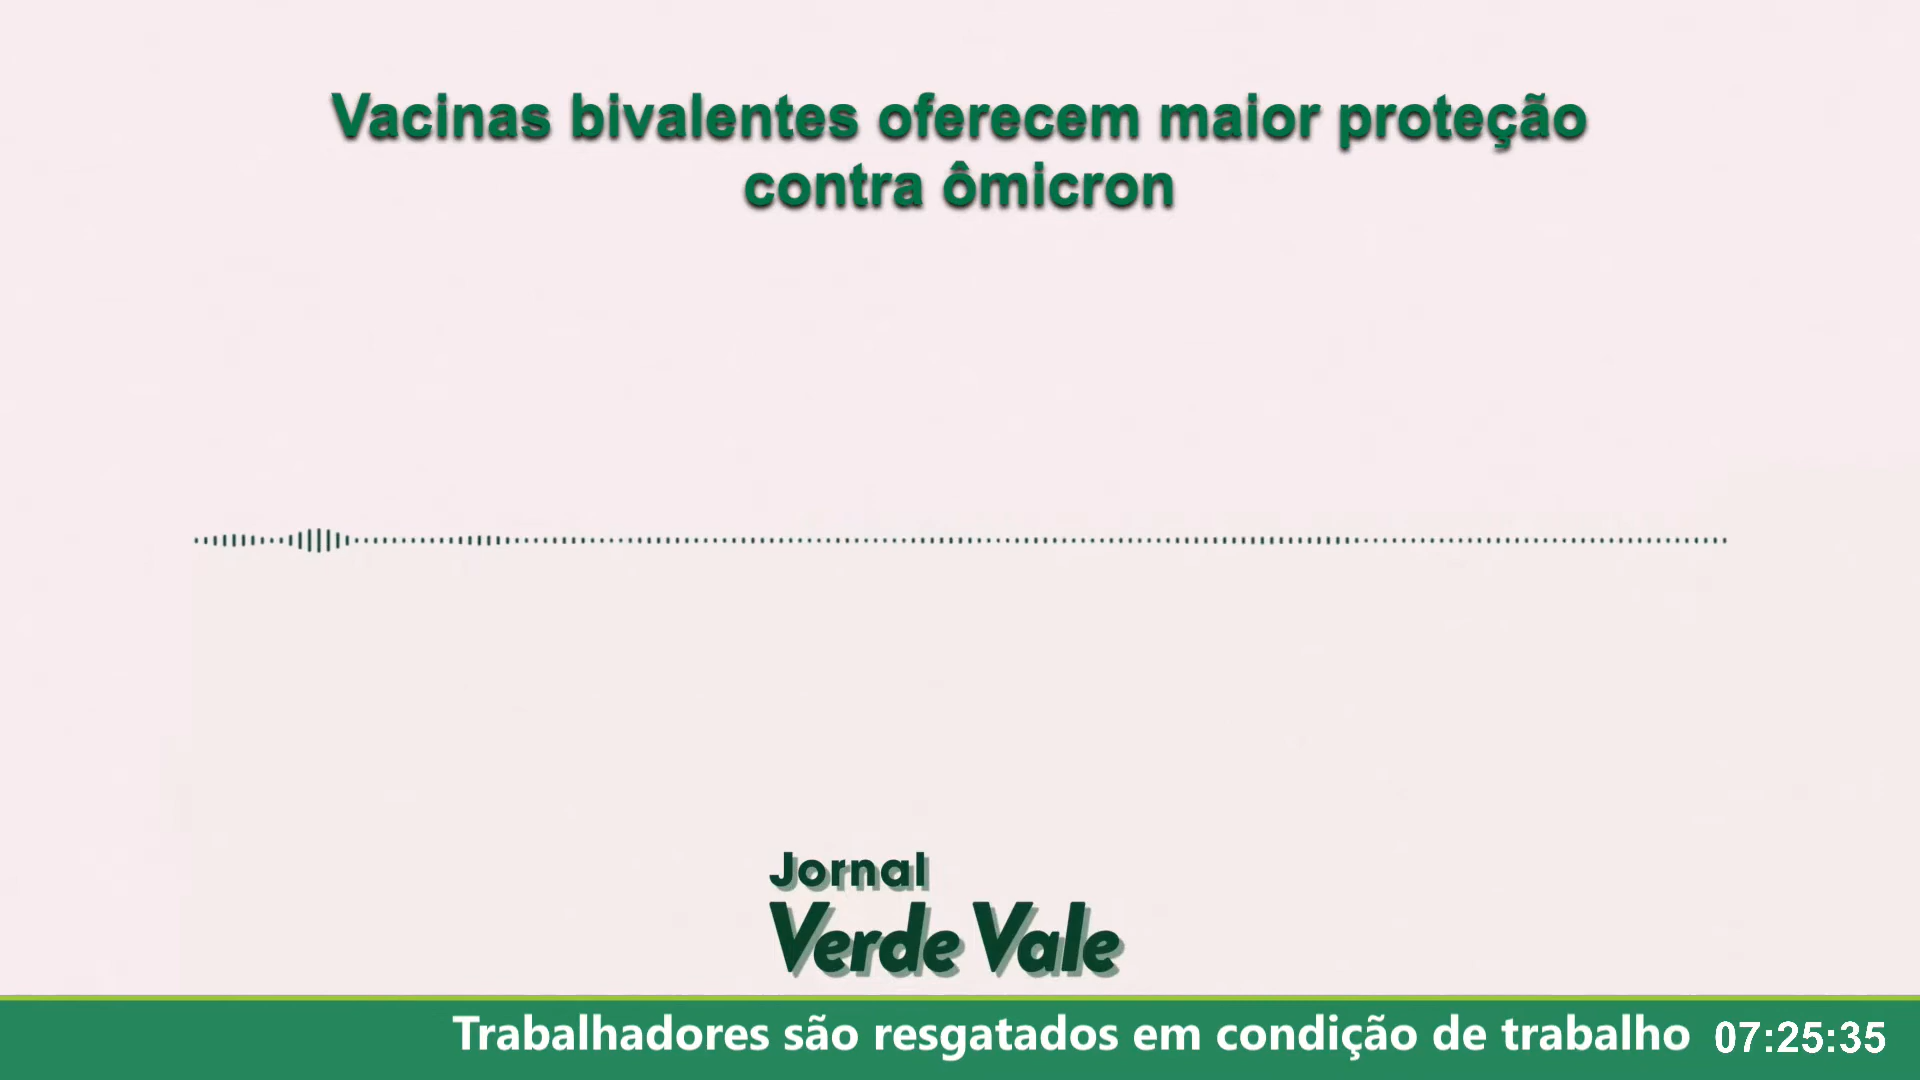 Vacinas bivalentes oferecem maior proteção
contra ômicron
Jornal
Verde Vale
Trabalhadores são resgatados em condição de trabalho 07:25:35